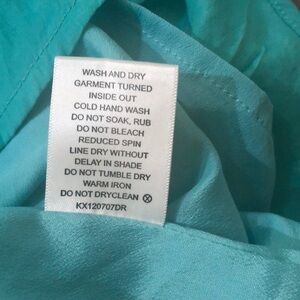 WASH AND DRY
GARMENT TURNED
INSIDE OUT
COLD HAND WASH
DO NOT SOAK, RUB
DO NOT BLEACH
REDUCED SPIN
LINE DRY WITHOUT
DELAY IN SHADE
DO NOT TUMBLE DRY
WARM IRON
DO NOT DRYCLEAN ⓧ
KX120707DR